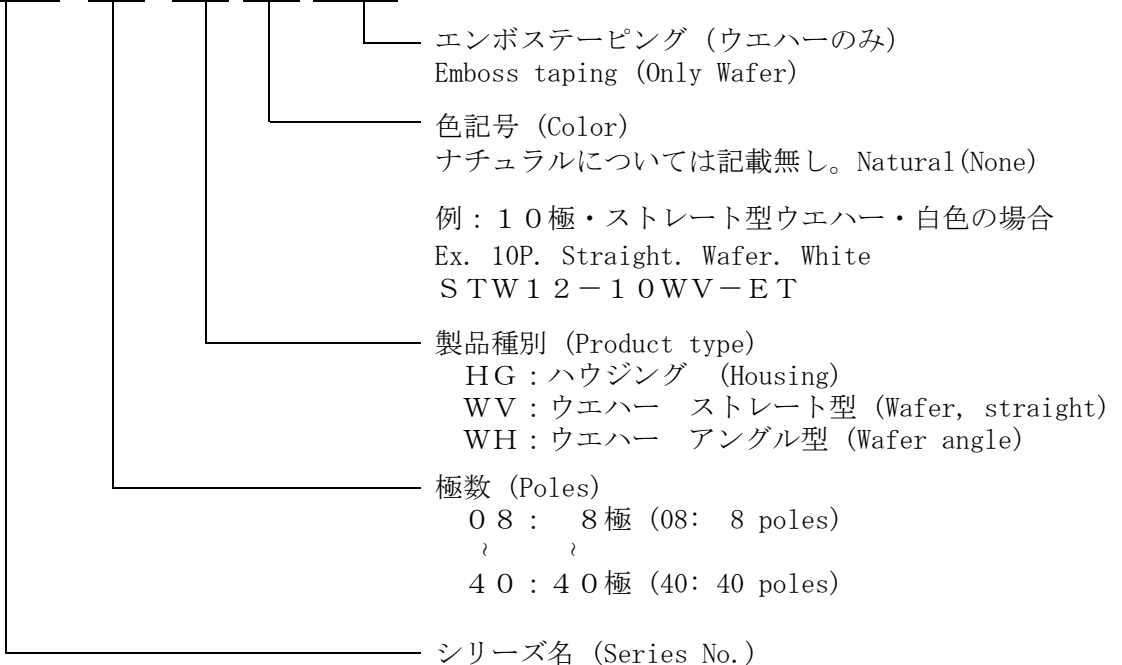 エンボステーピング (ウエハーのみ)
Emboss taping (Only Wafer)
色記号 (Color)
ナチュラルについては記載無し。Natural(None)
例：１０極・ストレート型ウエハー・白色の場合
Ex. 10P. Straight. Wafer. White
ＳＴＷ１２－１０ＷＶ－ＥＴ
製品種別 (Product type)
ＨＧ：ハウジング　(Housing)
ＷＶ：ウエハー　ストレート型 (Wafer, straight)
ＷＨ：ウエハー　アングル型 (Wafer angle)
極数 (Poles)
０８：　８極 (08:　8 poles)
～　　～
４０：４０極 (40: 40 poles)
シリーズ名 (Series No.)